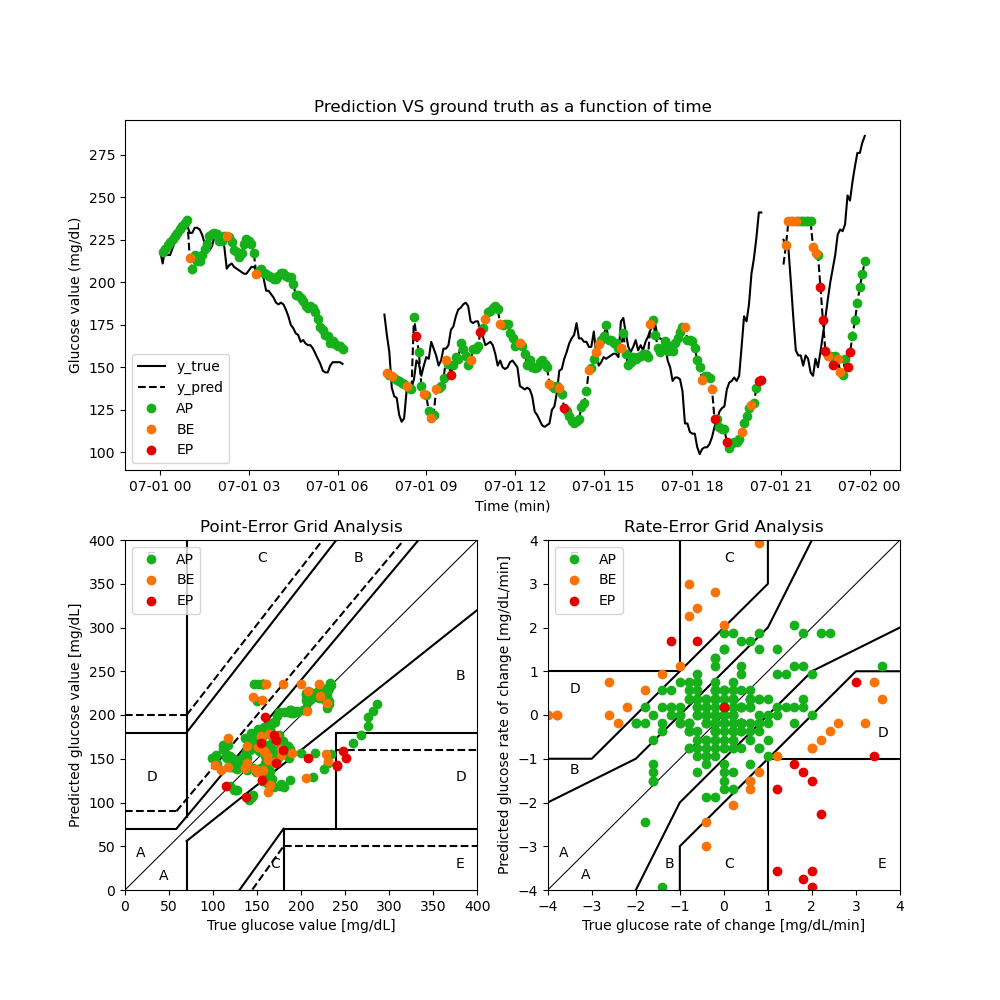 Prediction VS ground truth as a function of time
Glucose value (mg/dL)
275
250
225
200
175
150
125
100
y_true
y_pred
AP
BE
EP
07-01 00 07-01 03 07-01 06 07-01 09 07-01 12 07-01 15 07-01 18 07-01 21 07-02 00
Time (min)
Point-Error Grid Analysis
Predicted glucose value [mg/dL]
400
350
300
250
200
150
100
50
0
AP
BE
EP
C
B
B
D
D
A
A
C
E
0 50 100 150 200 250 300 350 400
True glucose value [mg/dL]
Rate-Error Grid Analysis
Predicted glucose rate of change [mg/dL/min]
4
3
2
1
0
−1
−2
−3
−4
AP
BE
EP
C
D
D
B
A
A
B
C
E
−4 −3 −2 −1 0 1 2 3 4
True glucose rate of change [mg/dL/min]